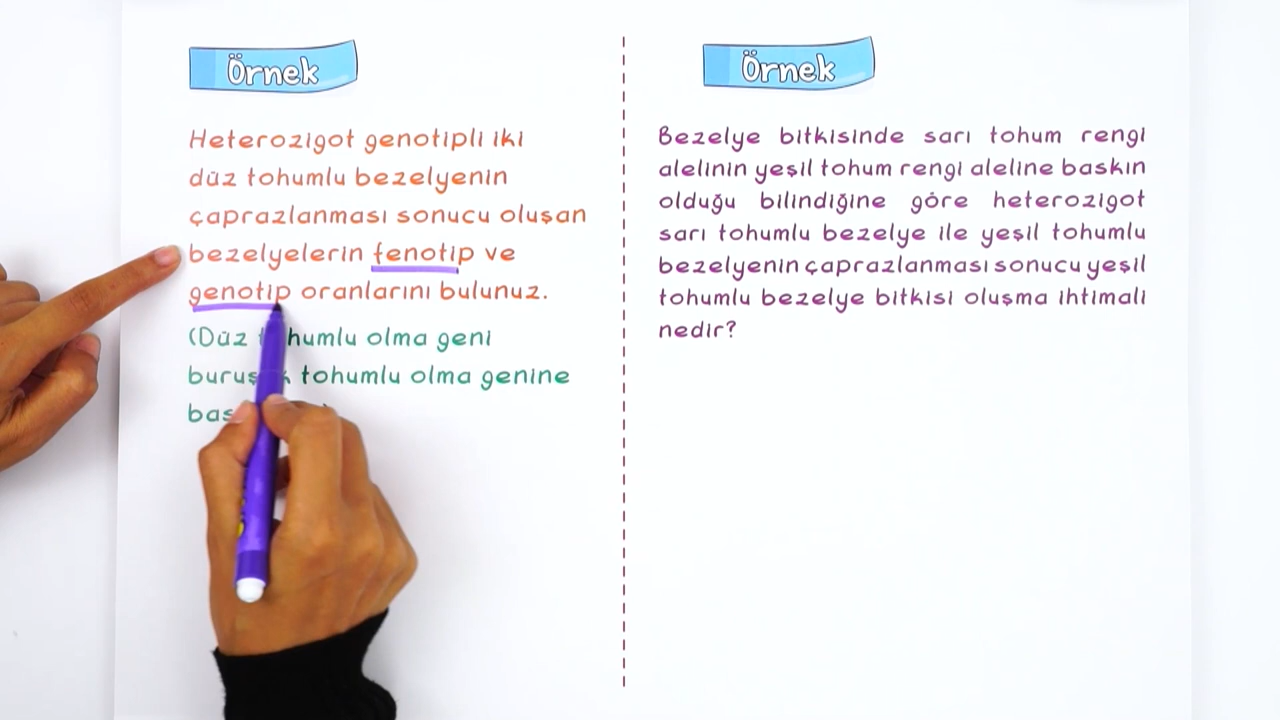 Örnek
Heterozigot genotipli iki
düz tohumlu bezelyenin
çaprazlanması sonucu oluşan
bezelyelerin fenotip ve
genotip oranlarını bulunuz.
(Düz olma geni
tohumlu olma genine
Örnek
Bezelye bitkisinde sarı tohum rengi
alelinin yeşil tohum rengi aleline baskın
olduğu bilindiğine göre heterozigot
sarı tohumlu bezelye ile yeşil tohumlu
bezelyenin çaprazlanması sonucu yeşil
tohumlu bezelye bitkisi oluşma ihtimali
nedir?